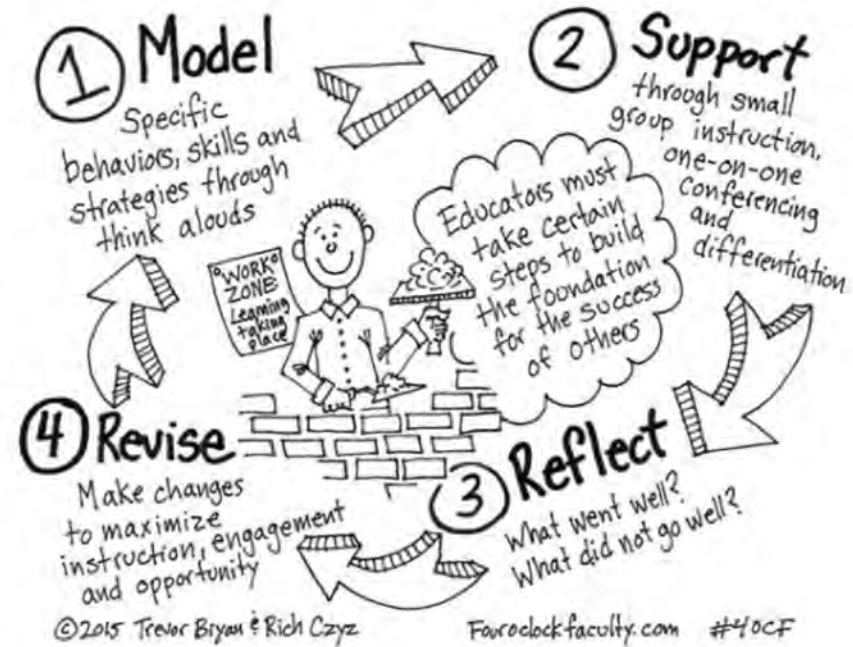 1 Model
Specific
behaviors, skills and
strategies through
think alouds
2 Support
through small
group instruction,
one-on-one
Conferencing
and
differentiation
Educators must
take certain
steps to build
the foundation
for the success
of others
WORK
ZONE:
Learning
taking
place
3 Reflect
What went well?
What did not go well?
4 Revise
Make changes
to maximize
instruction, engagement
and opportunity
©2015 Trevor Bryan & Rich Czyz
Fouroclockfaculty.com #4OCF